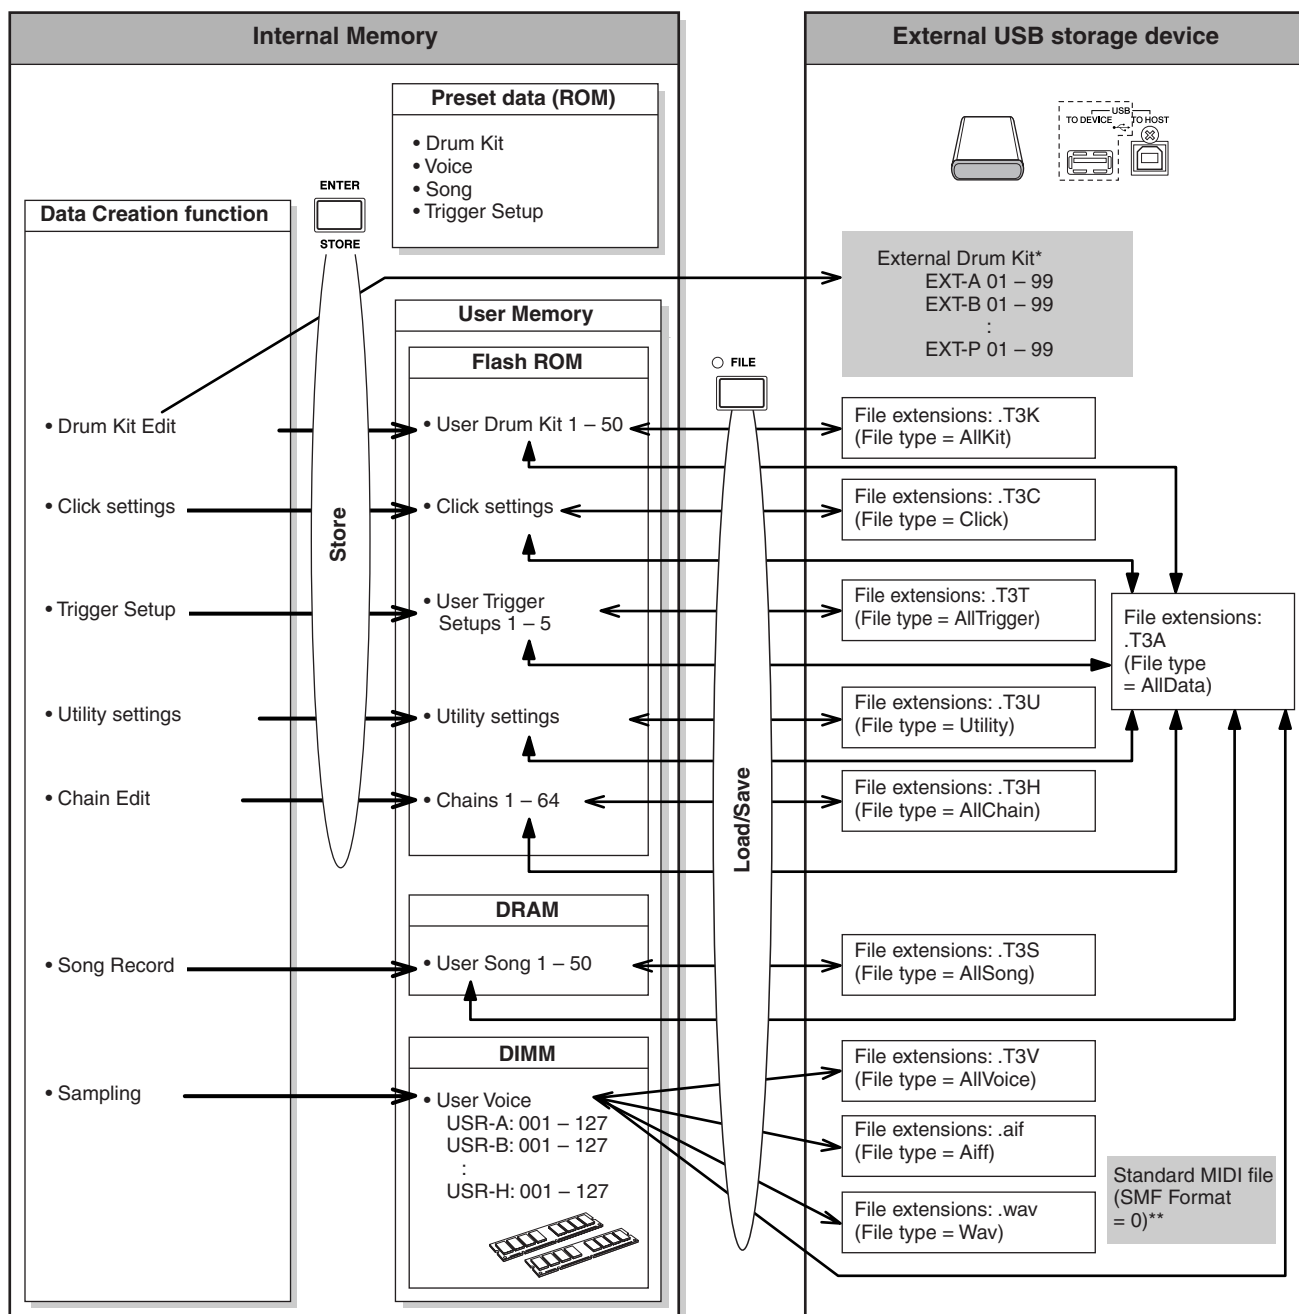 Internal Memory
External USB storage device
Preset data (ROM)
• Drum Kit
• Voice
• Song
• Trigger Setup
USB
TO DEVICE
TO HOST
ENTER
STORE
Data Creation function
External Drum Kit*
EXT-A 01 – 99
EXT-B 01 – 99
:
EXT-P 01 – 99
User Memory
Flash ROM
FILE
• Drum Kit Edit
• User Drum Kit 1 – 50
File extensions: .T3K
(File type = AllKit)
• Click settings
• Click settings
File extensions: .T3C
(File type = Click)
Store
• Trigger Setup
• User Trigger
Setups 1 – 5
File extensions: .T3T
(File type = AllTrigger)
File extensions:
.T3A
(File type
= AllData)
• Utility settings
• Utility settings
File extensions: .T3U
(File type = Utility)
• Chain Edit
• Chains 1 – 64
File extensions: .T3H
(File type = AllChain)
Load/Save
DRAM
• Song Record
• User Song 1 – 50
File extensions: .T3S
(File type = AllSong)
DIMM
• Sampling
• User Voice
USR-A: 001 – 127
USR-B: 001 – 127
:
USR-H: 001 – 127
File extensions: .T3V
(File type = AllVoice)
File extensions: .aif
(File type = Aiff)
File extensions: .wav
(File type = Wav)
Standard MIDI file
(SMF Format
= 0)**